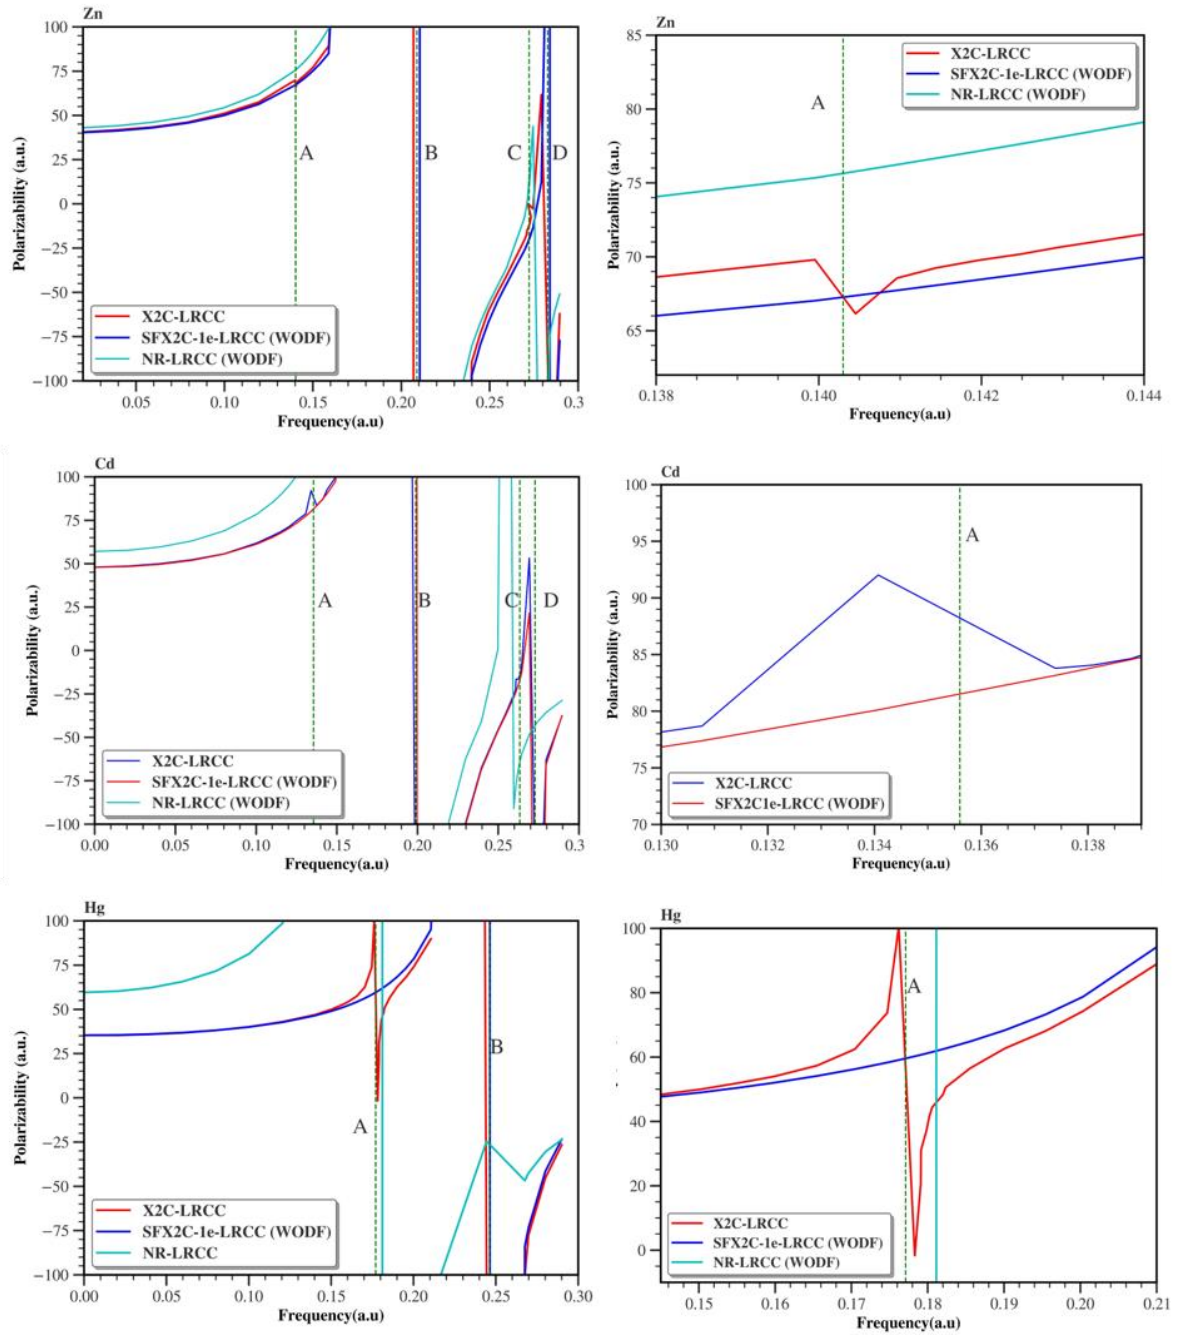 Zn
100
75
50
25
0
−25
−50
−75
−100
Polarizability (a.u.)
A
B
C
D
X2C-LRCC
SFX2C-1e-LRCC (WODF)
NR-LRCC (WODF)
0.05
0.10
0.15
0.20
0.25
0.3
Frequency(a.u)
Zn
85
80
75
70
65
Polarizability (a.u.)
A
X2C-LRCC
SFX2C-1e-LRCC (WODF)
NR-LRCC (WODF)
0.138
0.140
0.142
0.144
Frequency(a.u)
Cd
100
75
50
25
0
−25
−50
−75
−100
Polarizability (a.u.)
A
B
C
D
X2C-LRCC
SFX2C-1e-LRCC (WODF)
NR-LRCC (WODF)
0.00
0.05
0.10
0.15
0.20
0.25
0.3
Frequency(a.u)
Cd
100
95
90
85
80
75
70
Polarizability (a.u.)
A
X2C-LRCC
SFX2C1e-LRCC (WODF)
0.130
0.132
0.134
0.136
0.138
Frequency(a.u)
Hg
100
75
50
25
0
−25
−50
−75
−100
Polarizability (a.u.)
A
B
X2C-LRCC
SFX2C-1e-LRCC (WODF)
NR-LRCC
0.00
0.05
0.10
0.15
0.20
0.25
0.30
Frequency(a.u)
Hg
100
80
60
40
20
0
A
X2C-LRCC
SFX2C-1e-LRCC (WODF)
NR-LRCC (WODF)
0.15
0.16
0.17
0.18
0.19
0.20
0.21
Frequency(a.u)